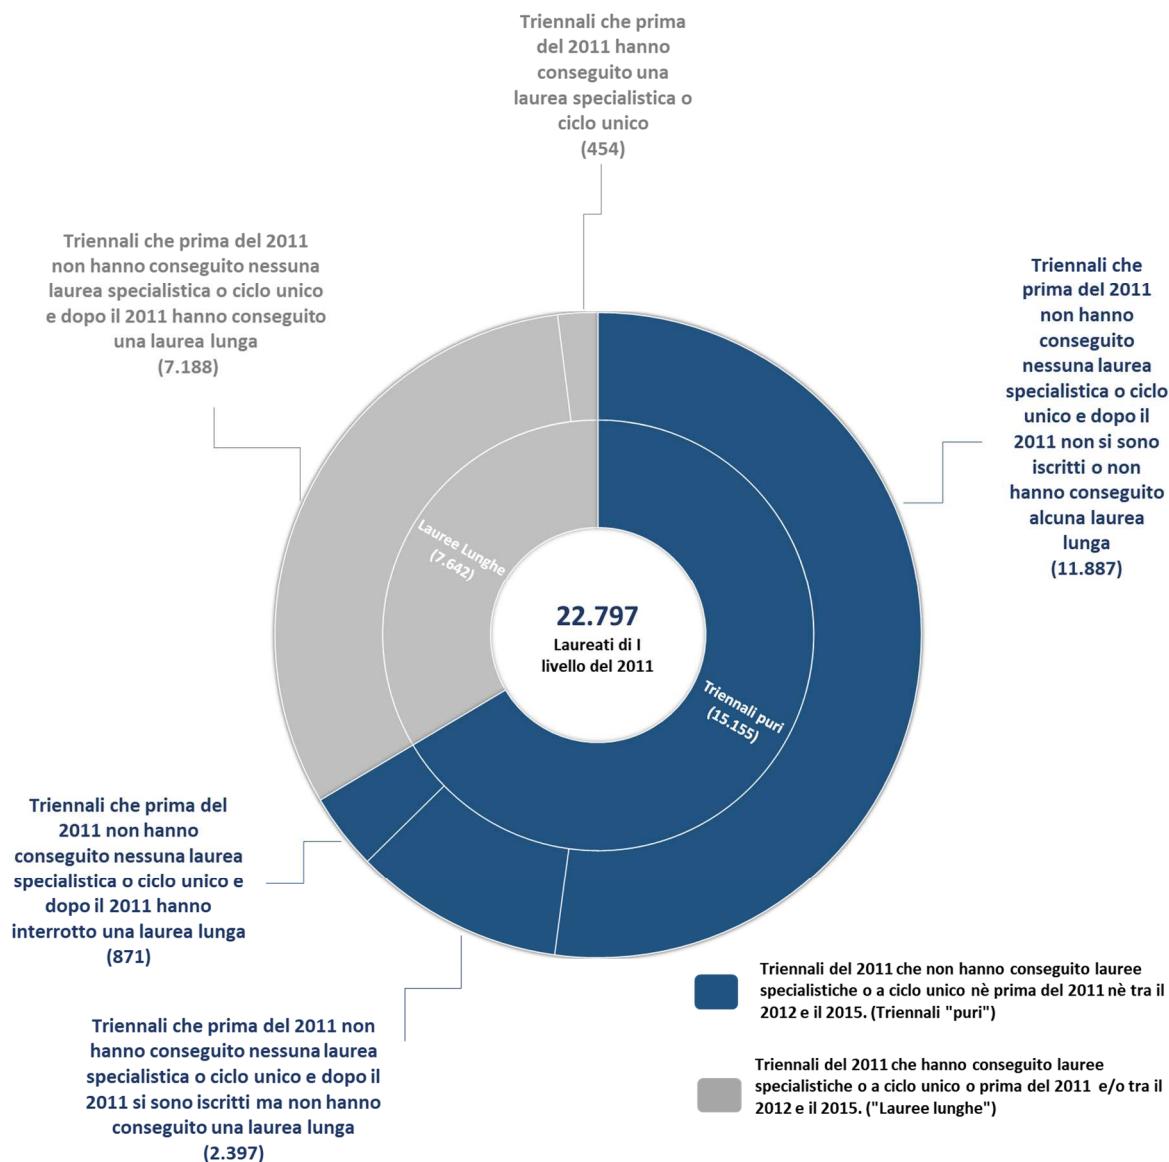 Triennali che prima
del 2011 hanno
conseguito una
laurea specialistica o
ciclo unico
(454)
Triennali che prima del 2011
non hanno conseguito nessuna
laurea specialistica o ciclo unico
e dopo il 2011 hanno conseguito
una laurea lunga
(7.188)
Triennali che
prima del 2011
non hanno
conseguito
nessuna laurea
specialistica o ciclo
unico e dopo il
2011 non si sono
iscritti o non
hanno conseguito
alcuna laurea
lunga
(11.887)
Lauree Lunghe
(7.642)
22.797
Laureati di I
livello del 2011
Triennali puri
(15.155)
Triennali che prima del
2011 non hanno
conseguito nessuna laurea
specialistica o ciclo unico e
dopo il 2011 hanno
interrotto una laurea lunga
(871)
Triennali che prima del 2011 non
hanno conseguito nessuna laurea
specialistica o ciclo unico e dopo il
2011 si sono iscritti ma non hanno
conseguito una laurea lunga
(2.397)
Triennali del 2011 che non hanno conseguito lauree
specialistiche o a ciclo unico nè prima del 2011 nè tra il
2012 e il 2015. (Triennali "puri")
Triennali del 2011 che hanno conseguito lauree
specialistiche o a ciclo unico o prima del 2011 e/o tra il
2012 e il 2015. ("Lauree lunghe")